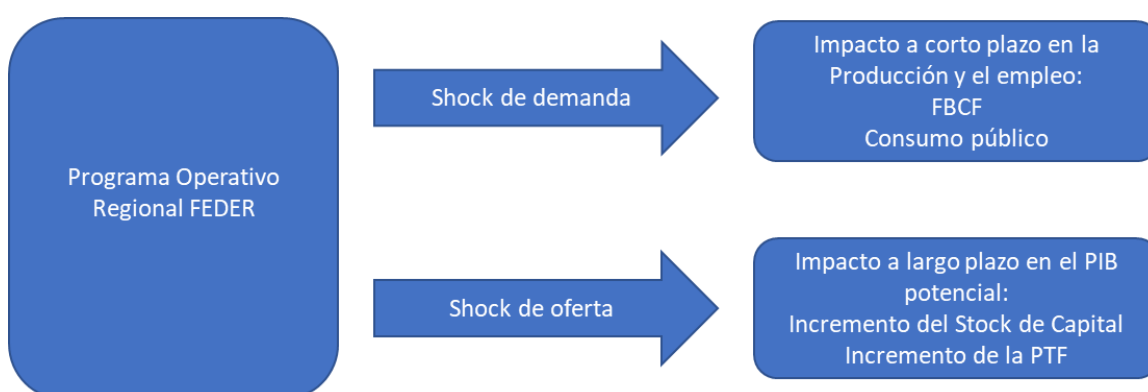 Programa Operativo
Regional FEDER
Shock de demanda
Impacto a corto plazo en la
Producción y el empleo:
FBCF
Consumo público
Shock de oferta
Impacto a largo plazo en el PIB
potencial:
Incremento del Stock de Capital
Incremento de la PTF